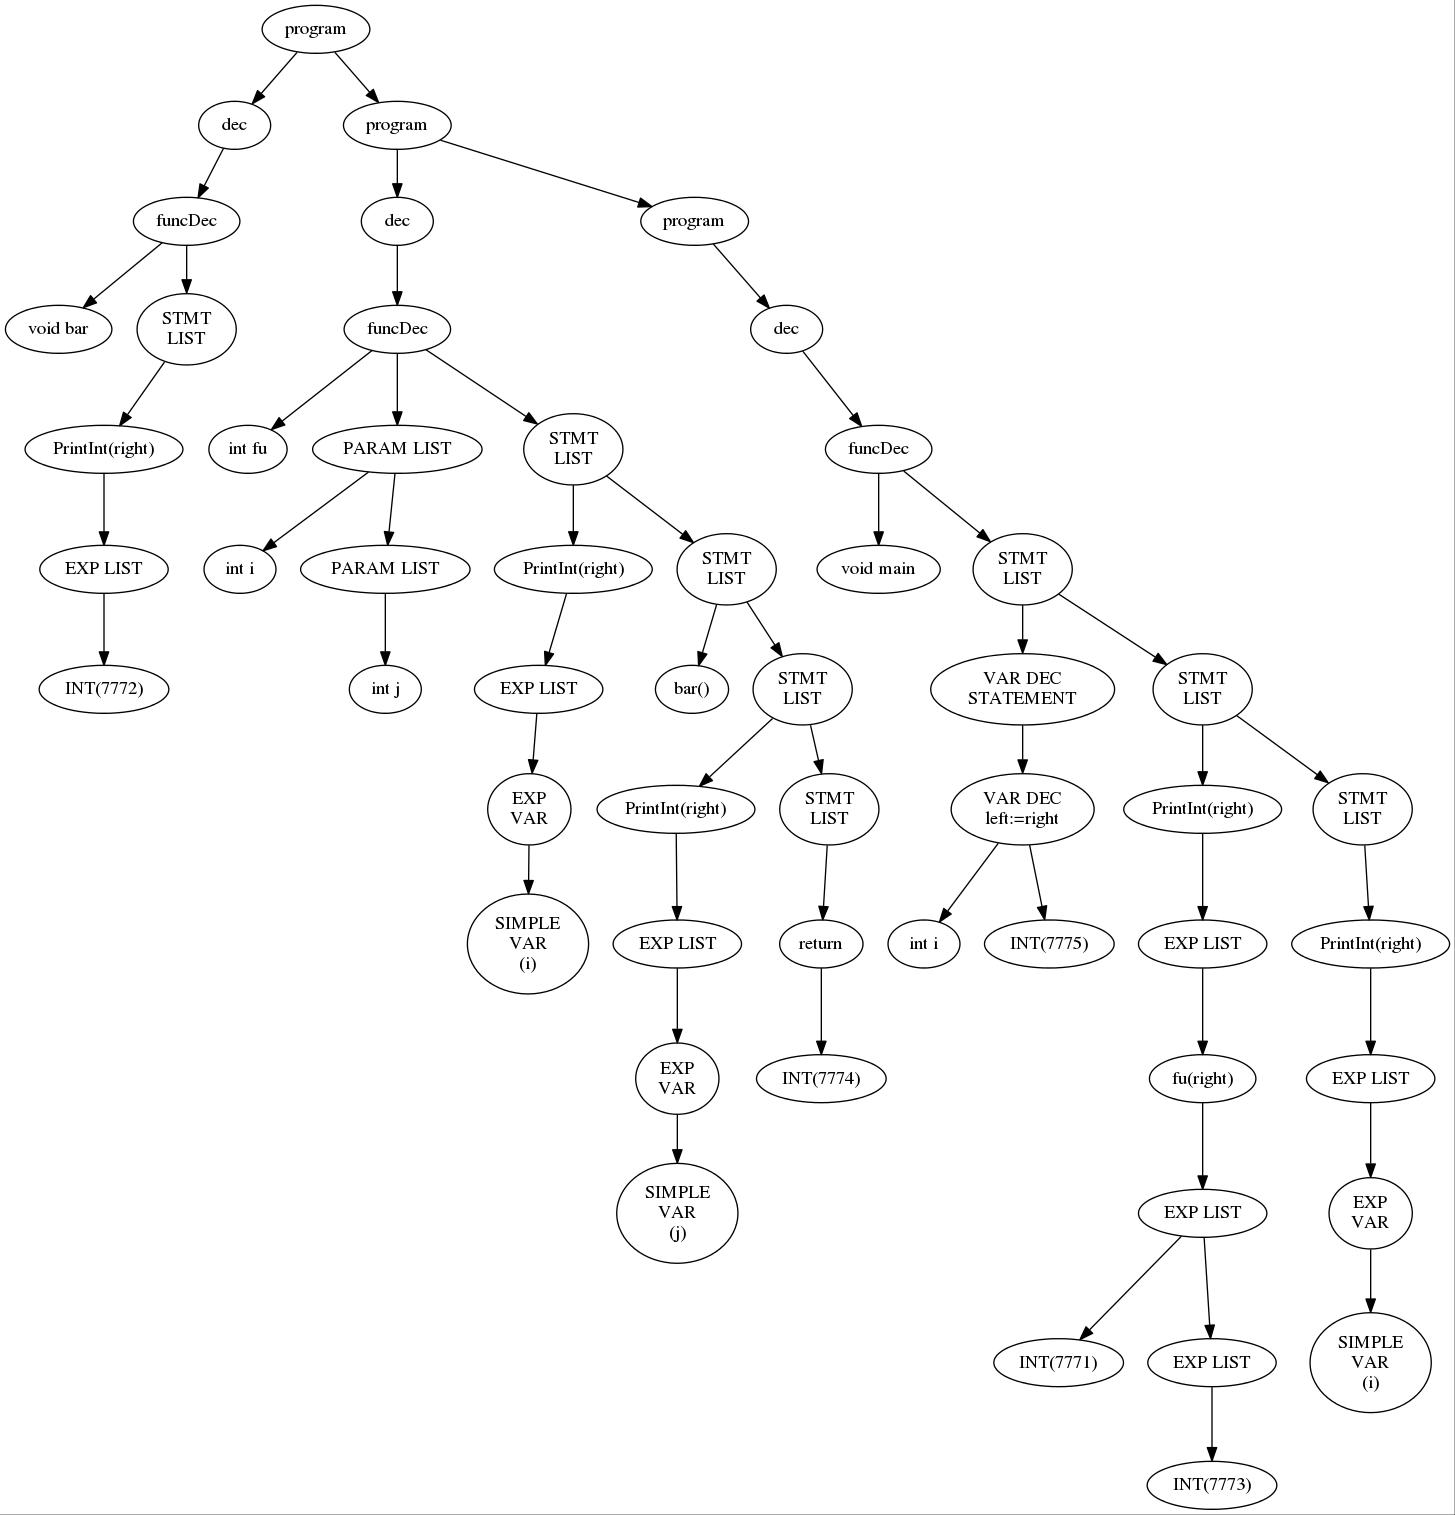 program
dec
program
funcDec
dec
program
void bar
STMT
LIST
funcDec
dec
PrintInt(right)
int fu
PARAM LIST
STMT
LIST
funcDec
EXP LIST
int i
PARAM LIST
PrintInt(right)
STMT
LIST
void main
STMT
LIST
INT(7772)
int j
EXP LIST
bar()
STMT
LIST
VAR DEC
STATEMENT
STMT
LIST
EXP
VAR
PrintInt(right)
STMT
LIST
VAR DEC
left:=right
PrintInt(right)
STMT
LIST
SIMPLE
VAR
(i)
EXP LIST
return
int i
INT(7775)
EXP LIST
PrintInt(right)
EXP
VAR
INT(7774)
fu(right)
EXP LIST
SIMPLE
VAR
(j)
EXP LIST
EXP
VAR
INT(7771)
EXP LIST
SIMPLE
VAR
(i)
INT(7773)